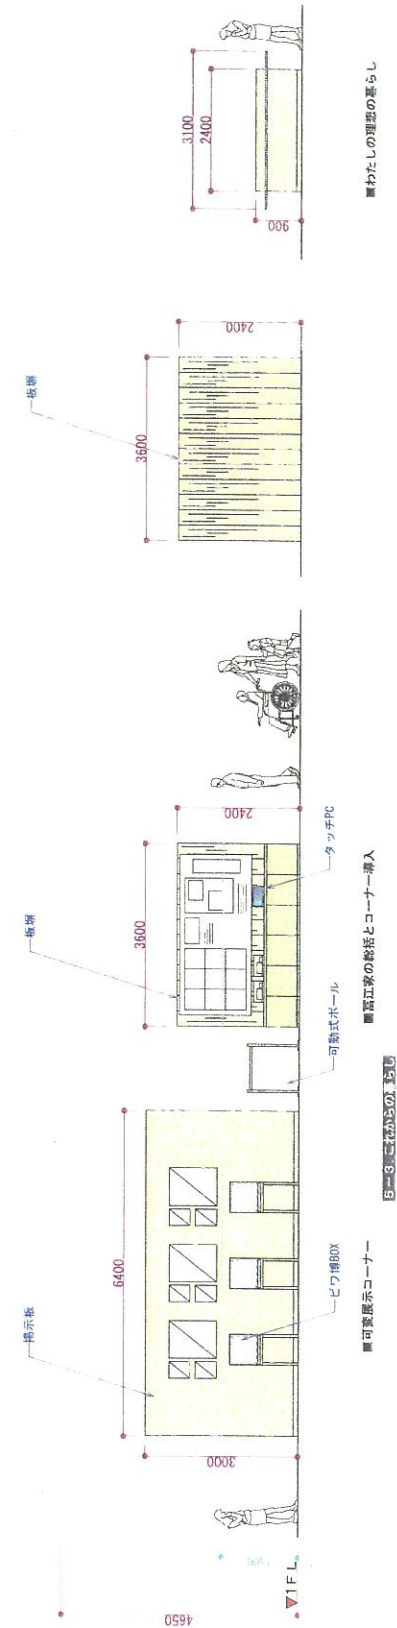 4650
▼1FL
3000
掲示板
6400
ビワ博BOX
■可変展示コーナー
5-3.これからの暮らし
可動式ポール
板塀
3600
2400
タッチPC
■冨江家の総括とコーナー導入
板塀
3600
2400
3100
2400
900
■わたしの理想の暮らし